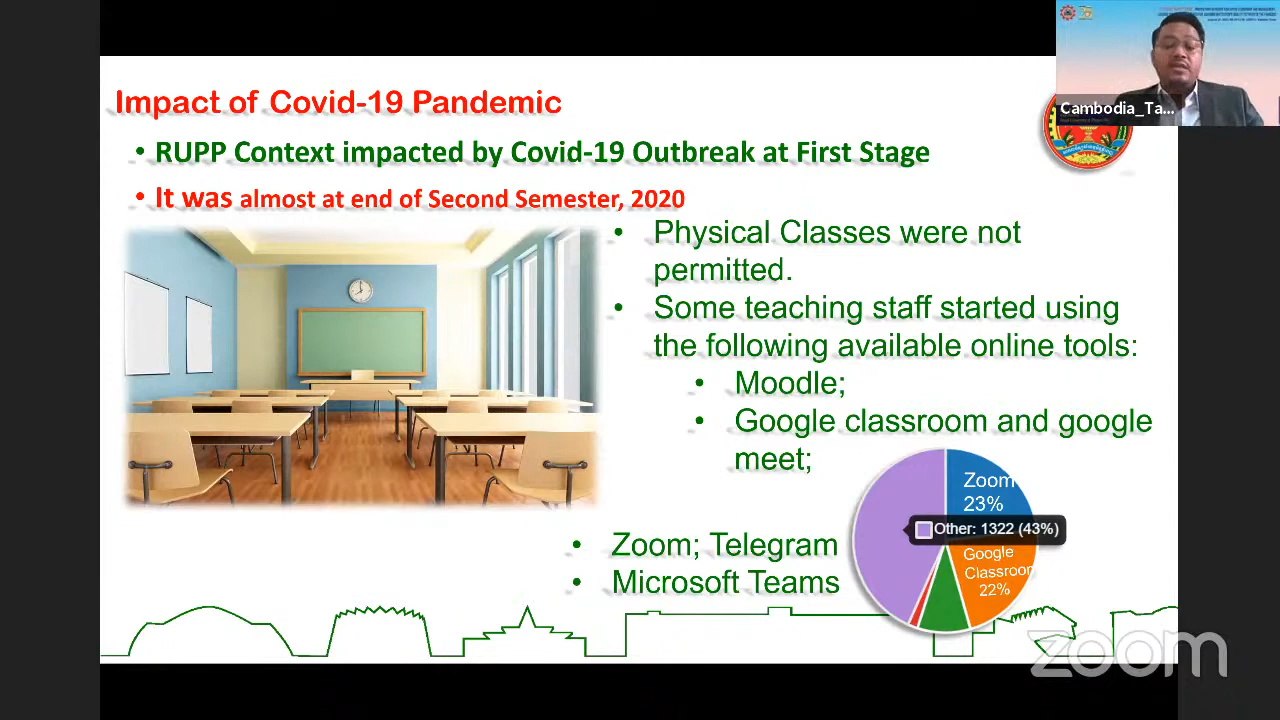 Impact of Covid-19 Pandemic
• RUPP Context impacted by Covid-19 Outbreak at First Stage
• It was almost at end of Second Semester, 2020
• Physical Classes were not
permitted.
• Some teaching staff started using
the following available online tools:
• Moodle;
• Google classroom and google
meet;
• Zoom; Telegram
• Microsoft Teams
Zoom
23%
Other: 1322 (43%)
Google
Classroom
22%
Cambodia_Ta...
zoom